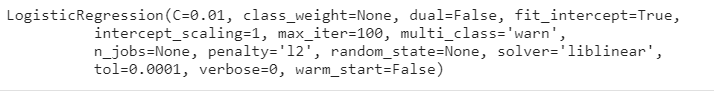 LogisticRegression(C=0.01, class_weight=None, dual=False, fit_intercept=True,
intercept_scaling=1, max_iter=100, multi_class='warn',
n_jobs=None, penalty='l2', random_state=None, solver='liblinear',
tol=0.0001, verbose=0, warm_start=False)